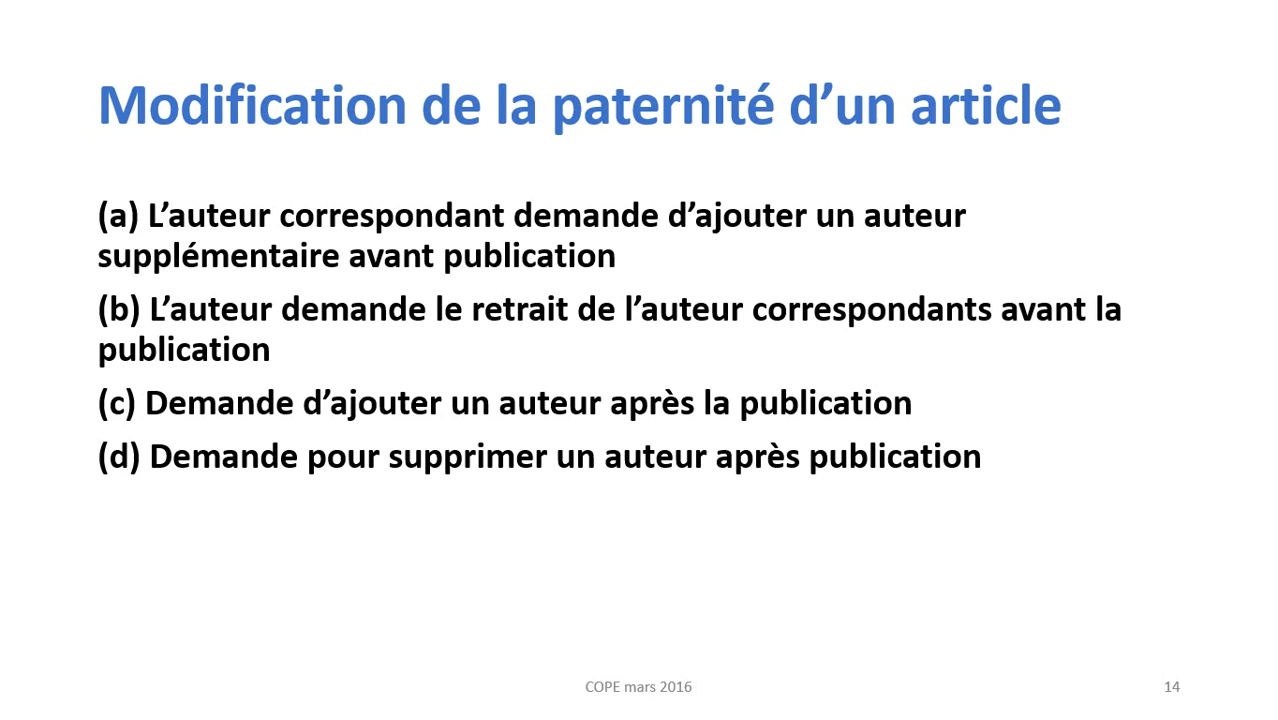 Modification de la paternité d’un article
(a) L’auteur correspondant demande d’ajouter un auteur
supplémentaire avant publication
(b) L’auteur demande le retrait de l’auteur correspondants avant la
publication
(c) Demande d’ajouter un auteur après la publication
(d) Demande pour supprimer un auteur après publication
COPE mars 2016
14